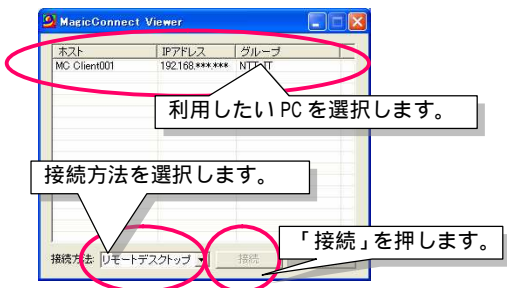 MagicConnect Viewer
ホスト IPアドレス グループ
MC Client001 192.168.***.*** NTT-IT
利用したい PC を選択します。
接続方法を選択します。
「接続」を押します。
接続方法: リモートデスクトップ 接続